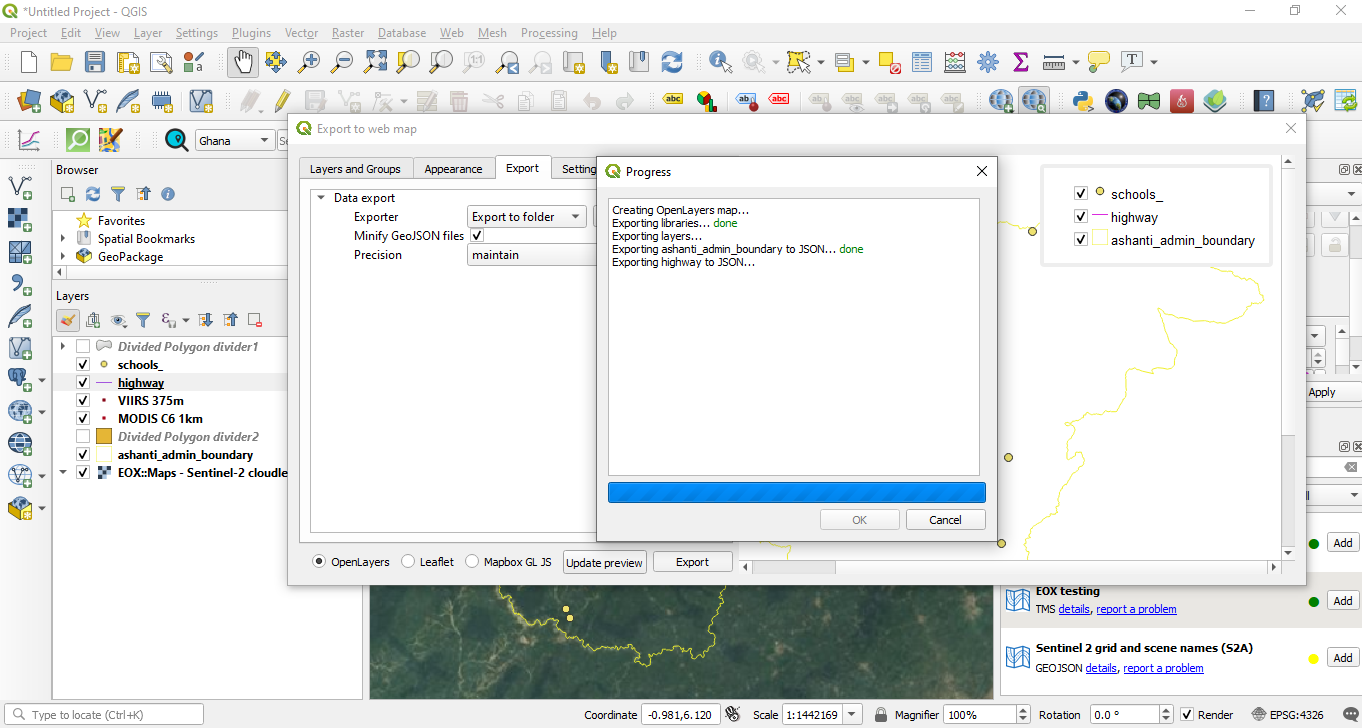 *Untitled Project - QGIS
Project Edit View Layer Settings Plugins Vector Raster Database Web Mesh Processing Help
Ghana
Export to web map
Layers and Groups Appearance Export Setting
Data export
Exporter Export to folder
Minify GeoJSON files
Precision maintain
Progress
Creating OpenLayers map...
Exporting libraries... done
Exporting layers...
Exporting ashanti_admin_boundary to JSON... done
Exporting highway to JSON...
OK Cancel
schools_
highway
ashanti_admin_boundary
OpenLayers Leaflet Mapbox GL JS Update preview Export
Browser
Favorites
Spatial Bookmarks
GeoPackage
Layers
Divided Polygon divider1
schools_
highway
VIIRS 375m
MODIS C6 1km
Divided Polygon divider2
ashanti_admin_boundary
EOX::Maps - Sentinel-2 cloudle
Apply
Add
EOX testing
TMS details, report a problem
Add
Sentinel 2 grid and scene names (S2A)
GEOJSON details, report a problem
Add
Type to locate (Ctrl+K) Coordinate -0.981,6.120 Scale 1:1442169 Magnifier 100% Rotation 0.0 ° Render EPSG:4326